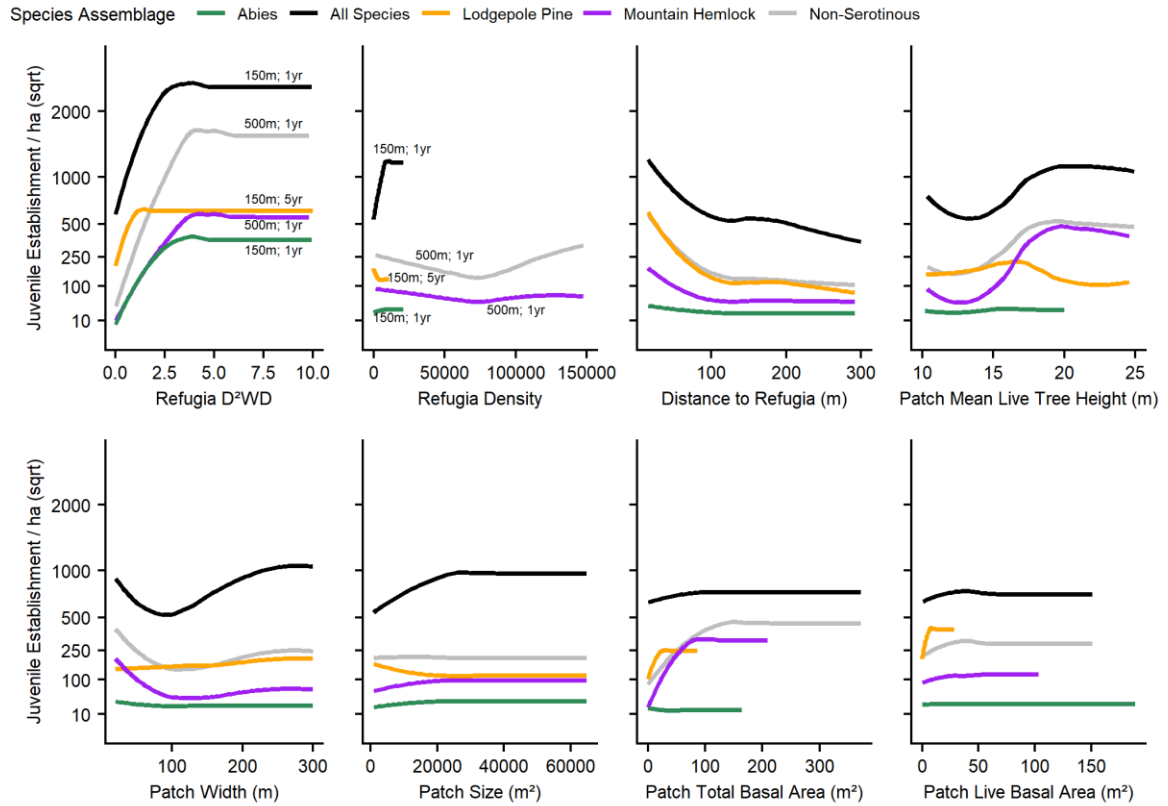 Species Assemblage Abies All Species Lodgepole Pine Mountain Hemlock Non-Serotinous
Juvenile Establishment / ha (sqrt)
2000
1000
500
250
100
10
150m; 1yr
500m; 1yr
150m; 5yr
500m; 1yr
150m; 1yr
0.0 2.5 5.0 7.5 10.0
Refugia D²WD
150m; 1yr
500m; 1yr
150m; 5yr
500m; 1yr
150m; 1yr
0 50000 100000 150000
Refugia Density
100 200 300
Distance to Refugia (m)
10 15 20 25
Patch Mean Live Tree Height (m)
Juvenile Establishment / ha (sqrt)
2000
1000
500
250
100
10
100 200 300
Patch Width (m)
0 20000 40000 60000
Patch Size (m²)
0 100 200 300
Patch Total Basal Area (m²)
0 50 100 150
Patch Live Basal Area (m²)